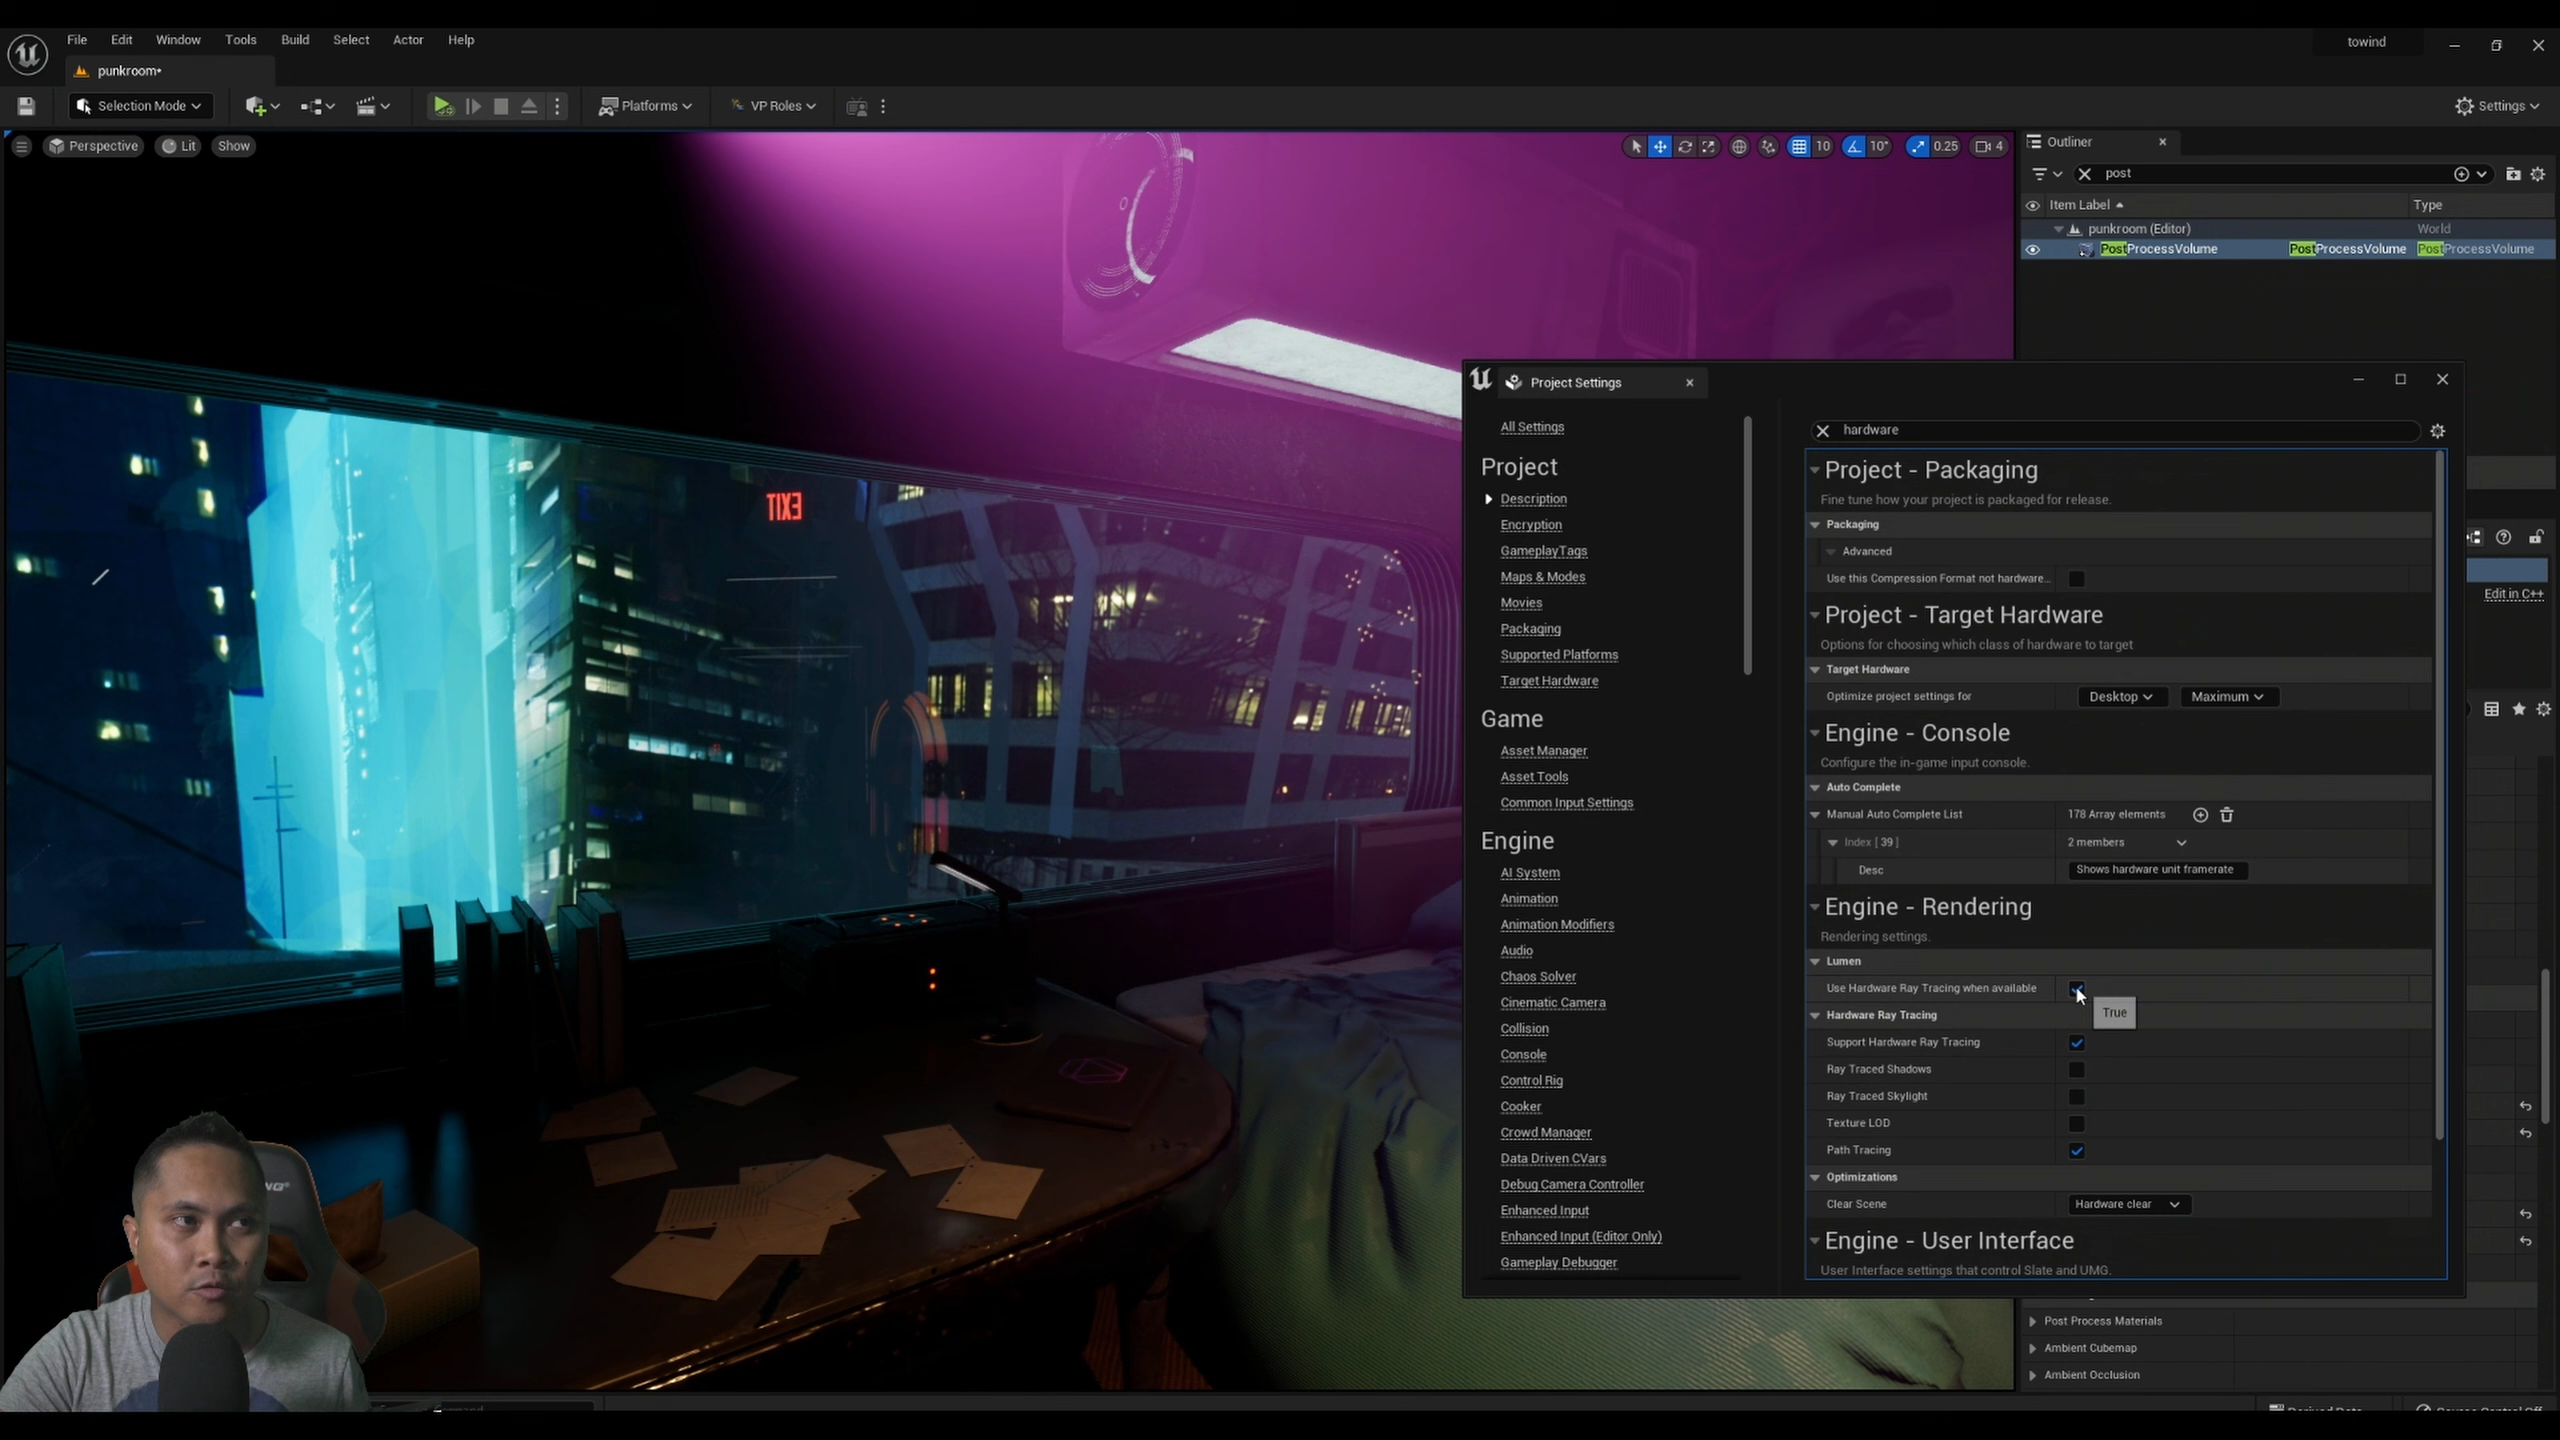 File Edit Window Tools Build Select Actor Help
towind
punkroom•
Selection Mode
Platforms
VP Roles
Settings
Perspective
Lit
Show
10
10°
0.25
4
Outliner
post
Item Label
Type
punkroom (Editor)
World
PostProcessVolume
PostProcessVolume
PostProcessVolume
EXIT
Project Settings
All Settings
Project
Description
Encryption
GameplayTags
Maps & Modes
Movies
Packaging
Supported Platforms
Target Hardware
Game
Asset Manager
Asset Tools
Common Input Settings
Engine
AI System
Animation
Animation Modifiers
Audio
Chaos Solver
Cinematic Camera
Collision
Console
Control Rig
Cooker
Crowd Manager
Data Driven CVars
Debug Camera Controller
Enhanced Input
Enhanced Input (Editor Only)
Gameplay Debugger
hardware
Project - Packaging
Fine tune how your project is packaged for release.
Packaging
Advanced
Use this Compression Format not hardware...
Project - Target Hardware
Options for choosing which class of hardware to target
Target Hardware
Optimize project settings for
Desktop
Maximum
Engine - Console
Configure the in-game input console.
Auto Complete
Manual Auto Complete List
178 Array elements
Index [ 39 ]
2 members
Desc
Shows hardware unit framerate
Engine - Rendering
Rendering settings.
Lumen
Use Hardware Ray Tracing when available
True
Hardware Ray Tracing
Support Hardware Ray Tracing
Ray Traced Shadows
Ray Traced Skylight
Texture LOD
Path Tracing
Optimizations
Clear Scene
Hardware clear
Engine - User Interface
User Interface settings that control Slate and UMG.
Edit in C++
Post Process Materials
Ambient Cubemap
Ambient Occlusion